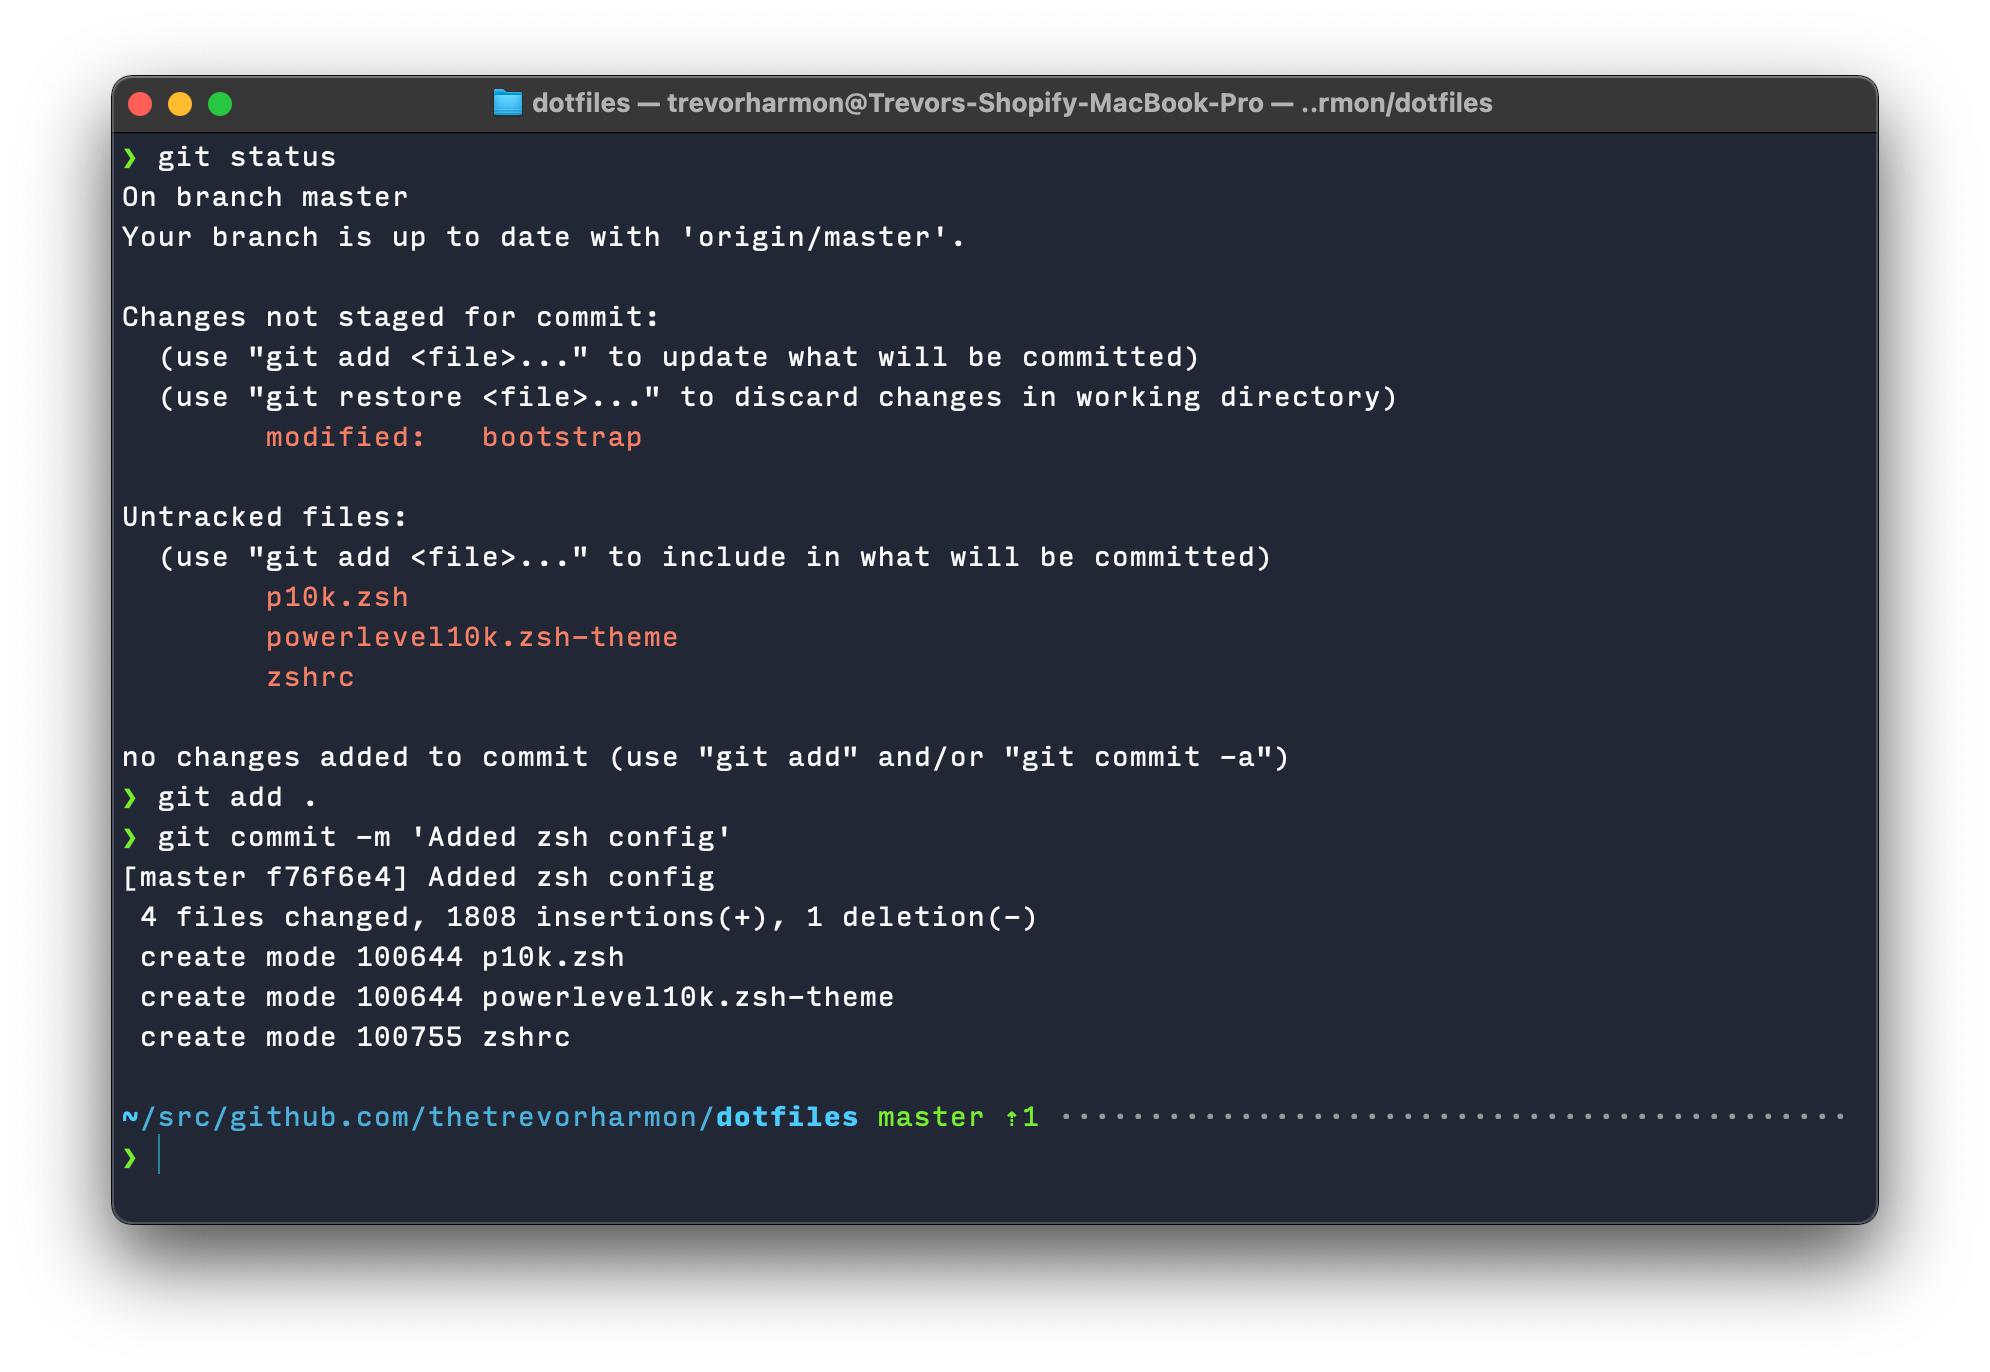 dotfiles — trevorharmon@Trevors-Shopify-MacBook-Pro — ..rmon/dotfiles
❯ git status
On branch master
Your branch is up to date with 'origin/master'.
Changes not staged for commit:
  (use "git add <file>..." to update what will be committed)
  (use "git restore <file>..." to discard changes in working directory)
        modified:   bootstrap
Untracked files:
  (use "git add <file>..." to include in what will be committed)
        p10k.zsh
        powerlevel10k.zsh-theme
        zshrc
no changes added to commit (use "git add" and/or "git commit -a")
❯ git add .
❯ git commit -m 'Added zsh config'
[master f76f6e4] Added zsh config
 4 files changed, 1808 insertions(+), 1 deletion(-)
 create mode 100644 p10k.zsh
 create mode 100644 powerlevel10k.zsh-theme
 create mode 100755 zshrc
~/src/github.com/thetrevorharmon/dotfiles master ⇡1 ············································
❯